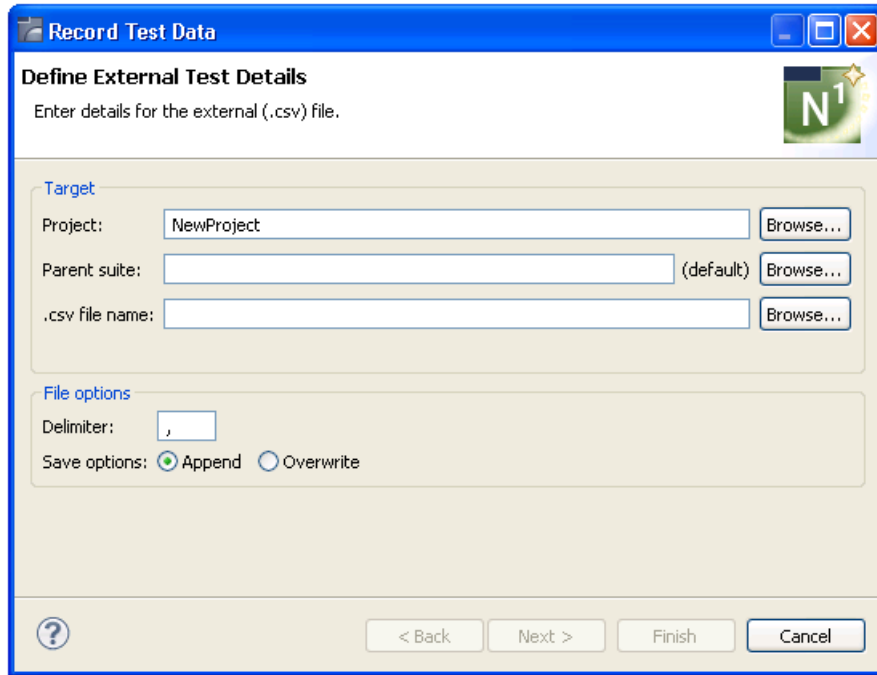 Record Test Data
Define External Test Details
Enter details for the external (.csv) file.
N1
Target
Project: NewProject Browse...
Parent suite: (default) Browse...
.csv file name: Browse...
File options
Delimiter: ,
Save options: Append Overwrite
? < Back Next > Finish Cancel